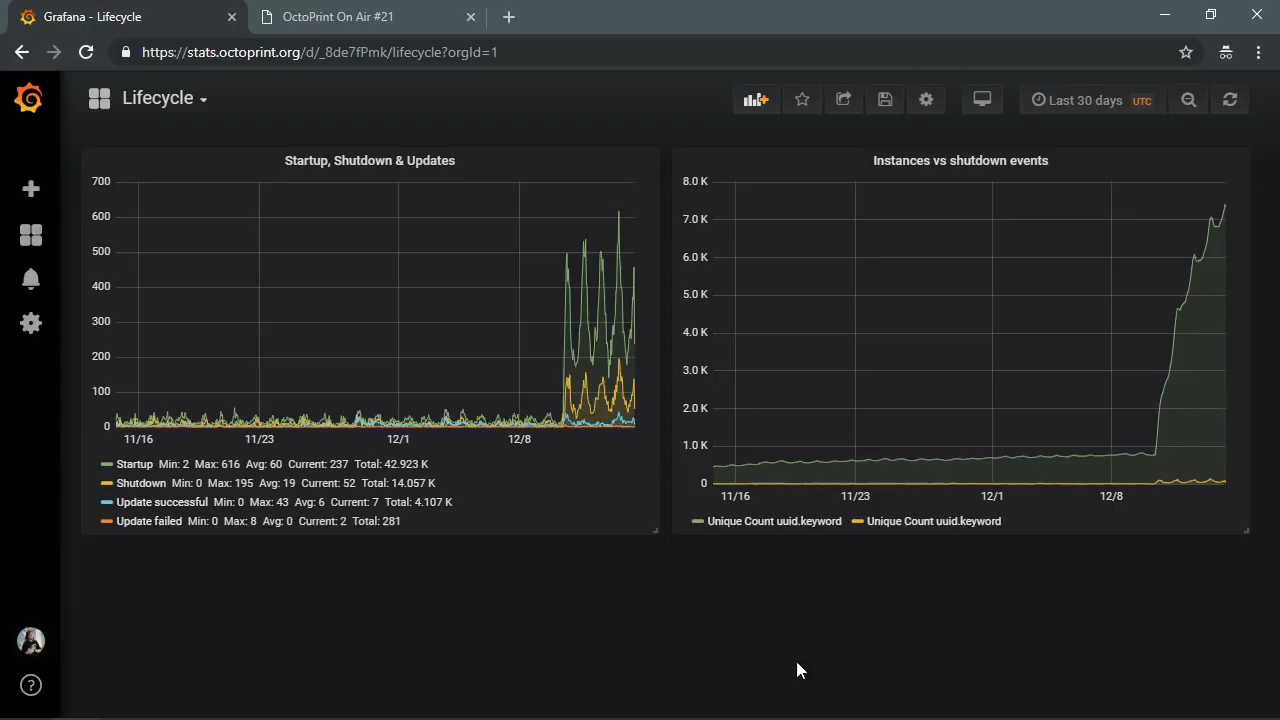 Grafana - Lifecycle
OctoPrint On Air #21
https://stats.octoprint.org/d/_8de7fPmk/lifecycle?orgId=1
Lifecycle
Last 30 days UTC
Startup, Shutdown & Updates
700
600
500
400
300
200
100
0
11/16 11/23 12/1 12/8
Startup Min: 2 Max: 616 Avg: 60 Current: 237 Total: 42.923 K
Shutdown Min: 0 Max: 195 Avg: 19 Current: 52 Total: 14.057 K
Update successful Min: 0 Max: 43 Avg: 6 Current: 7 Total: 4.107 K
Update failed Min: 0 Max: 8 Avg: 0 Current: 2 Total: 281
Instances vs shutdown events
8.0 K
7.0 K
6.0 K
5.0 K
4.0 K
3.0 K
2.0 K
1.0 K
0
11/16 11/23 12/1 12/8
Unique Count uuid.keyword Unique Count uuid.keyword